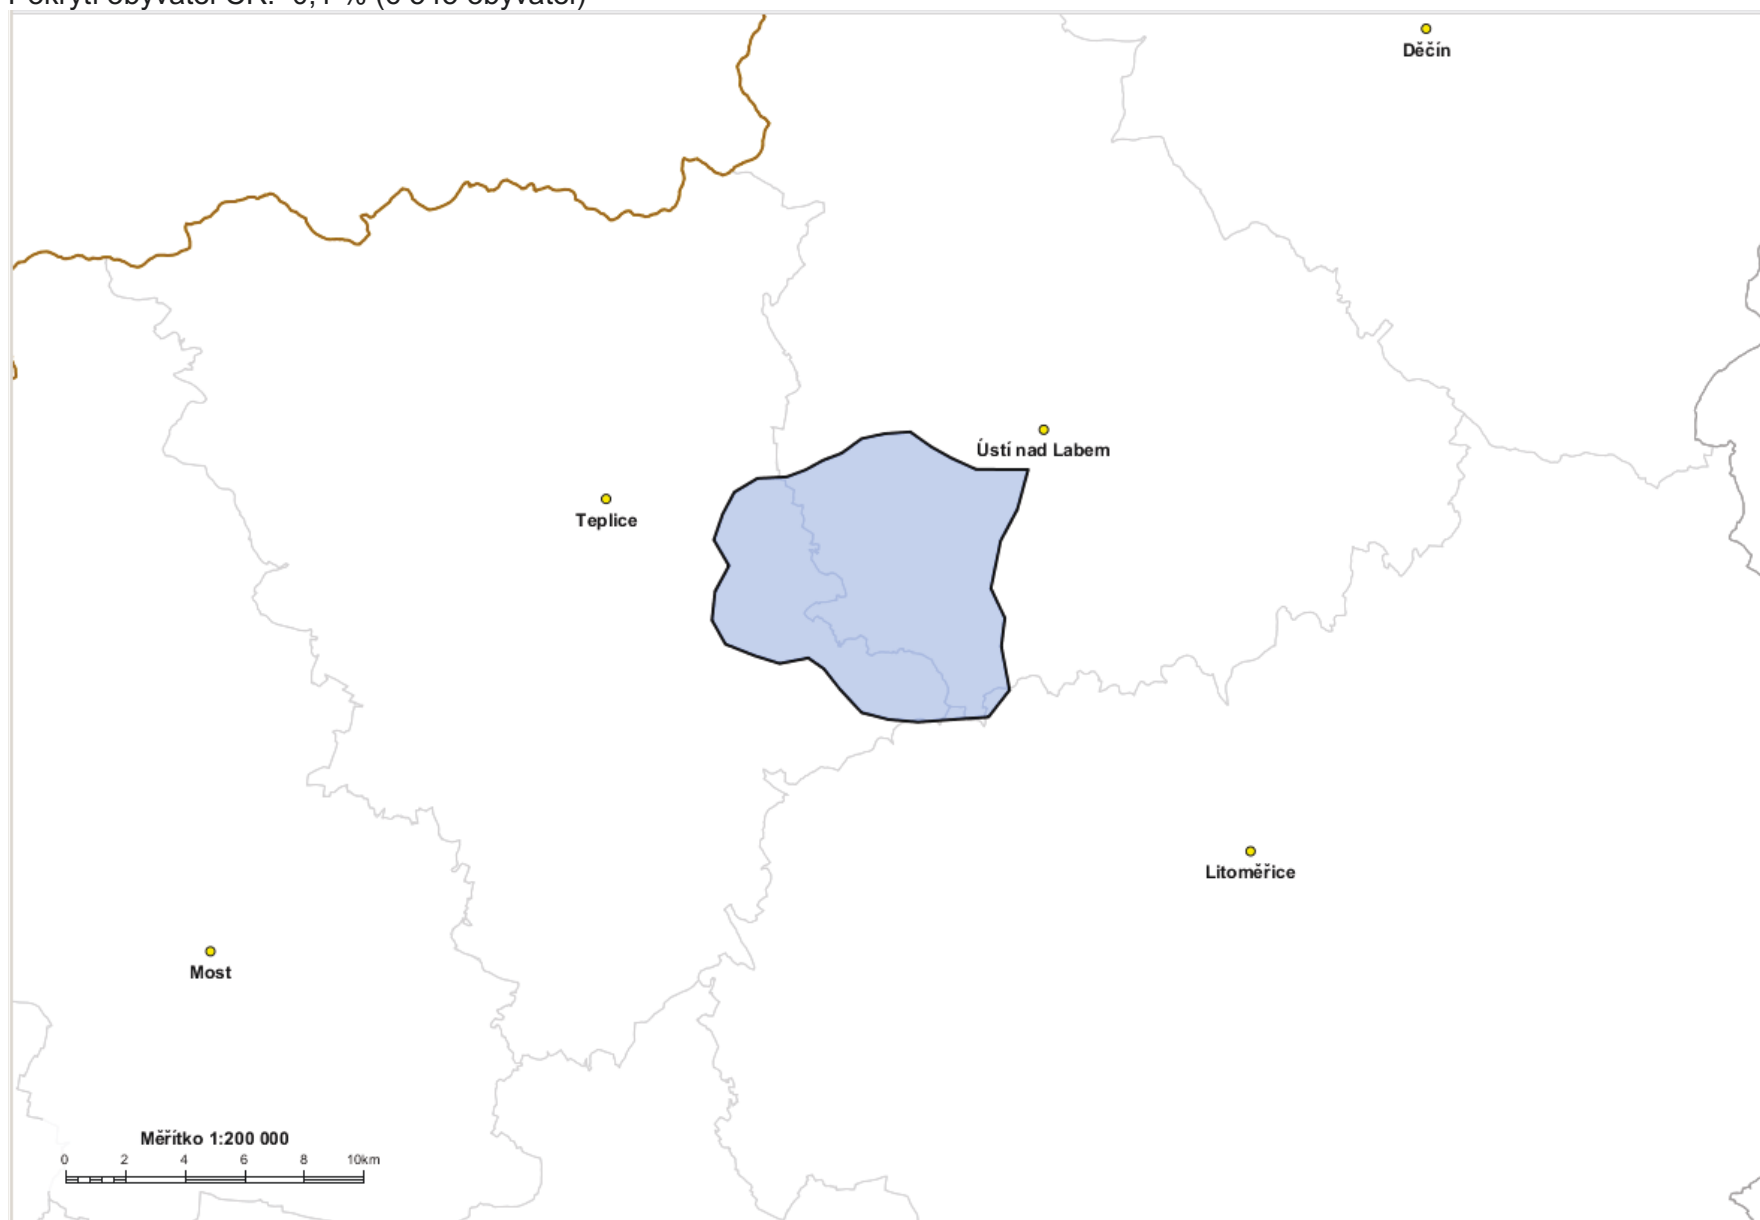 Děčín
Ústí nad Labem
Teplice
Litoměřice
Most
Měřítko 1:200 000
0 2 4 6 8 10km